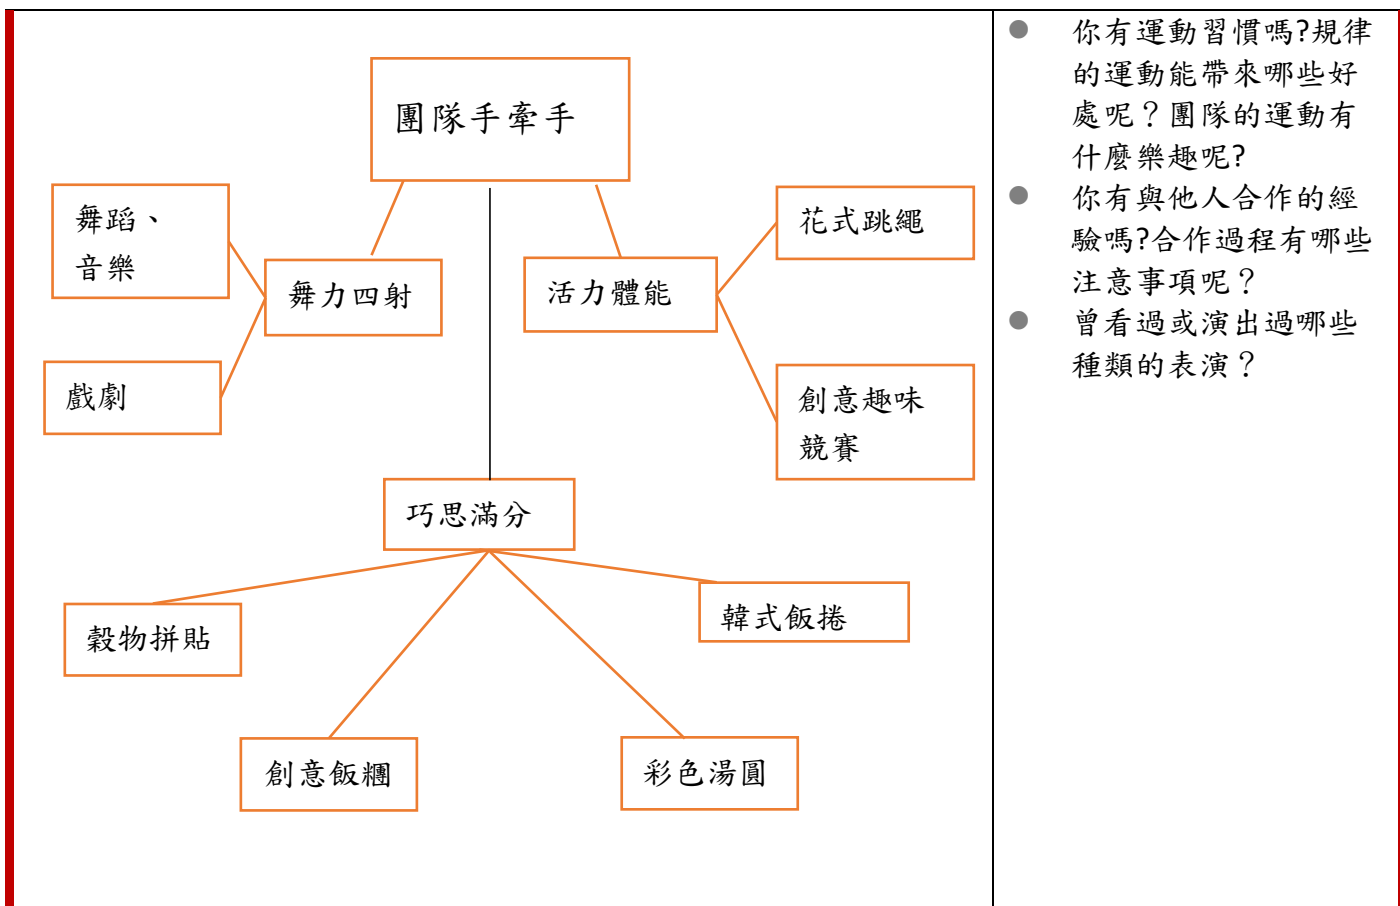 團隊手牽手
舞蹈、
音樂
戲劇
舞力四射
活力體能
花式跳繩
創意趣味
競賽
巧思滿分
穀物拼貼
創意飯糰
彩色湯圓
韓式飯捲
● 你有運動習慣嗎?規律
的運動能帶來哪些好
處呢？團隊的運動有
什麼樂趣呢?
● 你有與他人合作的經
驗嗎?合作過程有哪些
注意事項呢？
● 曾看過或演出過哪些
種類的表演？